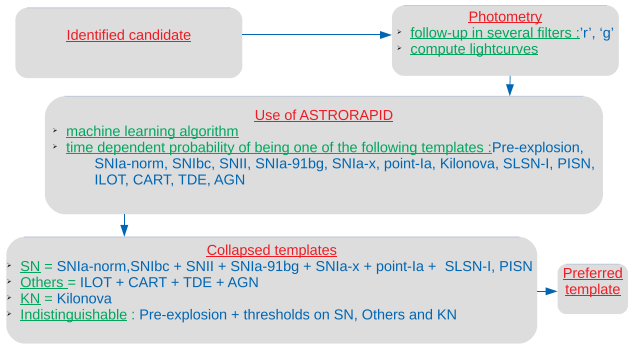 Identified candidate
Photometry
➢ follow-up in several filters :'r', 'g'
➢ compute lightcurves
Use of ASTRORAPID
➢ machine learning algorithm
➢ time dependent probability of being one of the following templates :Pre-explosion,
SNIa-norm, SNIbc, SNII, SNIa-91bg, SNIa-x, point-Ia, Kilonova, SLSN-I, PISN,
ILOT, CART, TDE, AGN
Collapsed templates
➢ SN = SNIa-norm,SNIbc + SNII + SNIa-91bg + SNIa-x + point-Ia + SLSN-I, PISN
➢ Others = ILOT + CART + TDE + AGN
➢ KN = Kilonova
➢ Indistinguishable : Pre-explosion + thresholds on SN, Others and KN
Preferred
template